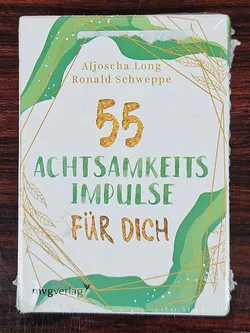 Aljoscha Long
Ronald Schweppe
55
ACHTSAMKEITS
IMPULSE
FÜR DICH
mvgverlag